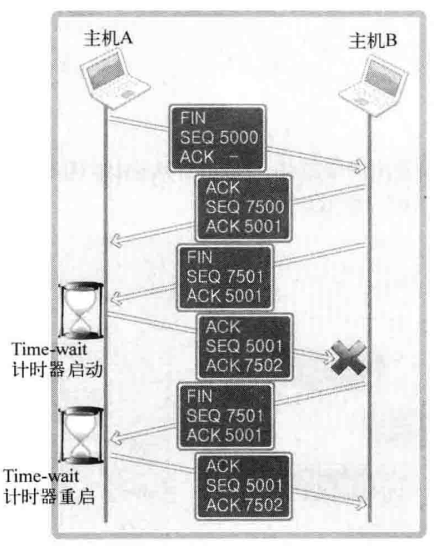 主机A
主机B
FIN
SEQ 5000
ACK –
ACK
SEQ 7500
ACK 5001
FIN
SEQ 7501
ACK 5001
Time-wait
计时器启动
ACK
SEQ 5001
ACK 7502
FIN
SEQ 7501
ACK 5001
Time-wait
计时器重启
ACK
SEQ 5001
ACK 7502